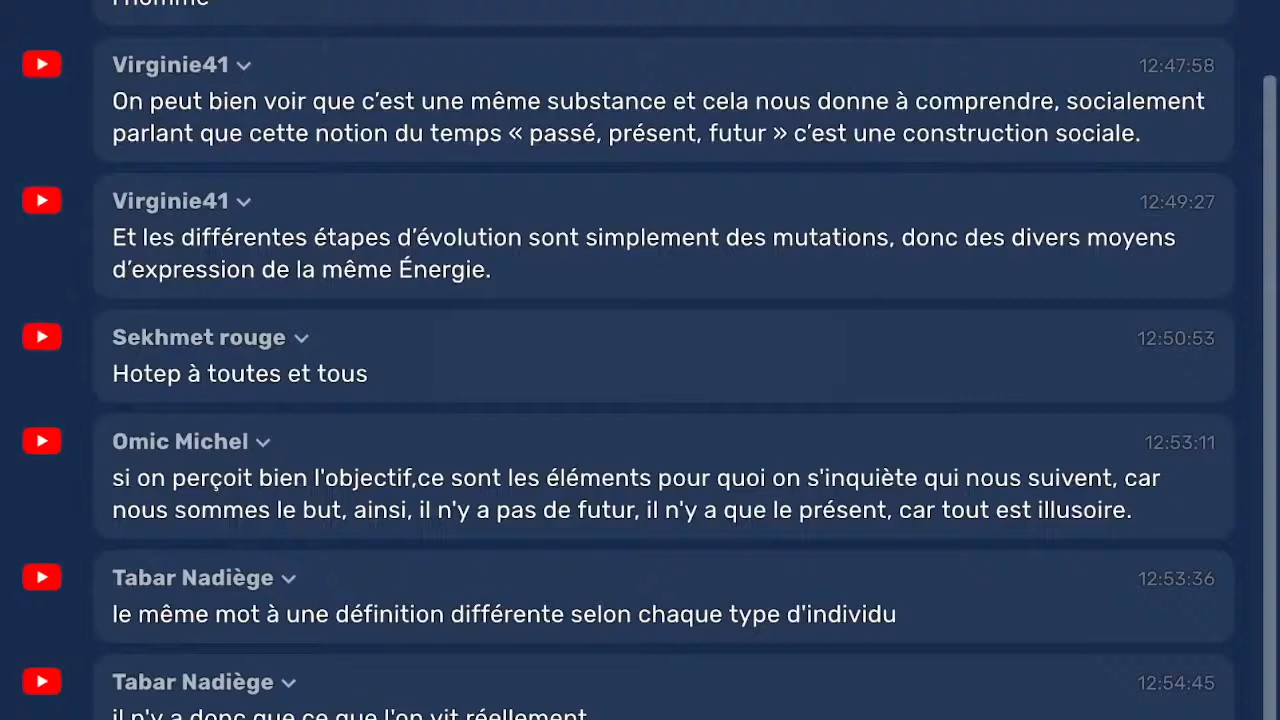 l'homme
Virginie41
12:47:58
On peut bien voir que c’est une même substance et cela nous donne à comprendre, socialement
parlant que cette notion du temps « passé, présent, futur » c’est une construction sociale.
Virginie41
12:49:27
Et les différentes étapes d’évolution sont simplement des mutations, donc des divers moyens
d’expression de la même Énergie.
Sekhmet rouge
12:50:53
Hotep à toutes et tous
Omic Michel
12:53:11
si on perçoit bien l'objectif,ce sont les éléments pour quoi on s'inquiète qui nous suivent, car
nous sommes le but, ainsi, il n'y a pas de futur, il n'y a que le présent, car tout est illusoire.
Tabar Nadiège
12:53:36
le même mot à une définition différente selon chaque type d'individu
Tabar Nadiège
12:54:45
il n'y a donc que ce que l'on vit réellement